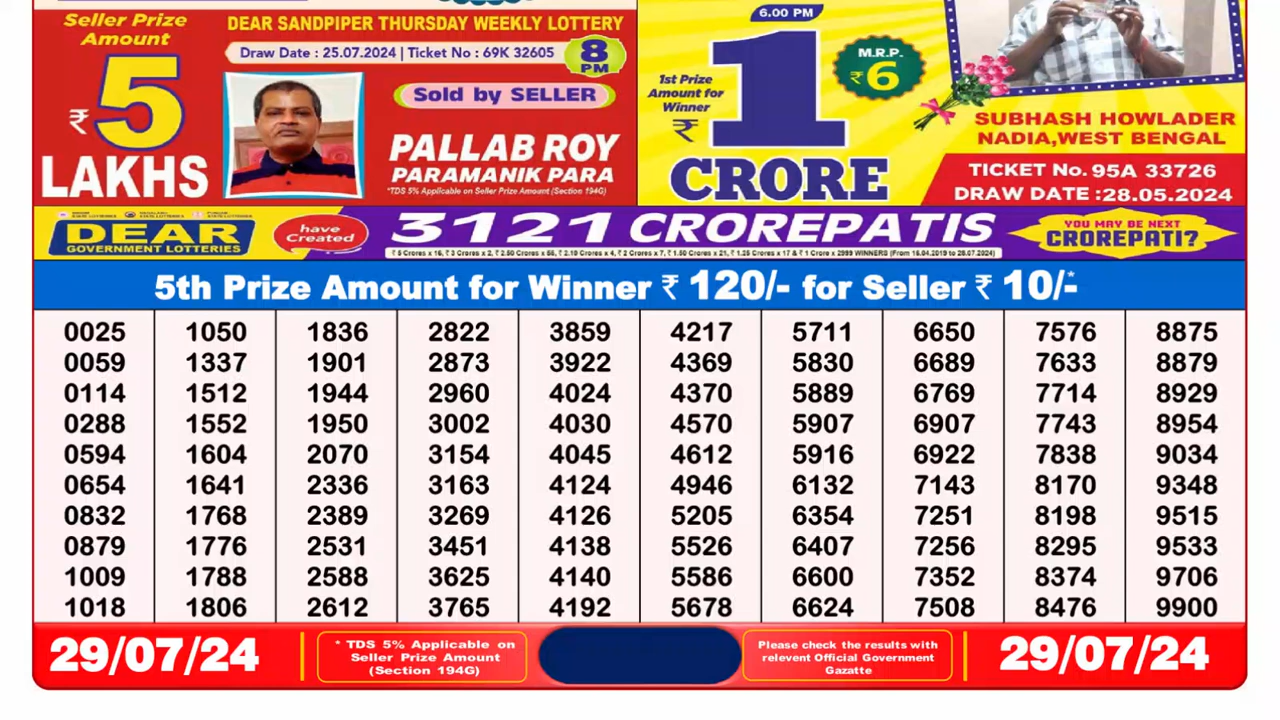 Seller Prize
Amount
₹5
LAKHS
DEAR SANDPIPER THURSDAY WEEKLY LOTTERY
Draw Date : 25.07.2024 | Ticket No : 69K 32605
8
PM
Sold by SELLER
PALLAB ROY
PARAMANIK PARA
*TDS 5% Applicable on Seller Prize Amount (Section 194G)
6.00 PM
1st Prize
Amount for
Winner
₹
1
CRORE
M.R.P.
₹6
SUBHASH HOWLADER
NADIA,WEST BENGAL
TICKET No. 95A 33726
DRAW DATE :28.05.2024
DEAR
GOVERNMENT LOTTERIES
have
Created
3121 CROREPATIS
YOU MAY BE NEXT
CROREPATI?
5th Prize Amount for Winner ₹ 120/- for Seller ₹ 10/-*
0025 1050 1836 2822 3859 4217 5711 6650 7576 8875
0059 1337 1901 2873 3922 4369 5830 6689 7633 8879
0114 1512 1944 2960 4024 4370 5889 6769 7714 8929
0288 1552 1950 3002 4030 4570 5907 6907 7743 8954
0594 1604 2070 3154 4045 4612 5916 6922 7838 9034
0654 1641 2336 3163 4124 4946 6132 7143 8170 9348
0832 1768 2389 3269 4126 5205 6354 7251 8198 9515
0879 1776 2531 3451 4138 5526 6407 7256 8295 9533
1009 1788 2588 3625 4140 5586 6600 7352 8374 9706
1018 1806 2612 3765 4192 5678 6624 7508 8476 9900
29/07/24
* TDS 5% Applicable on
Seller Prize Amount
(Section 194G)
Please check the results with
relevent Official Government
Gazatte
29/07/24